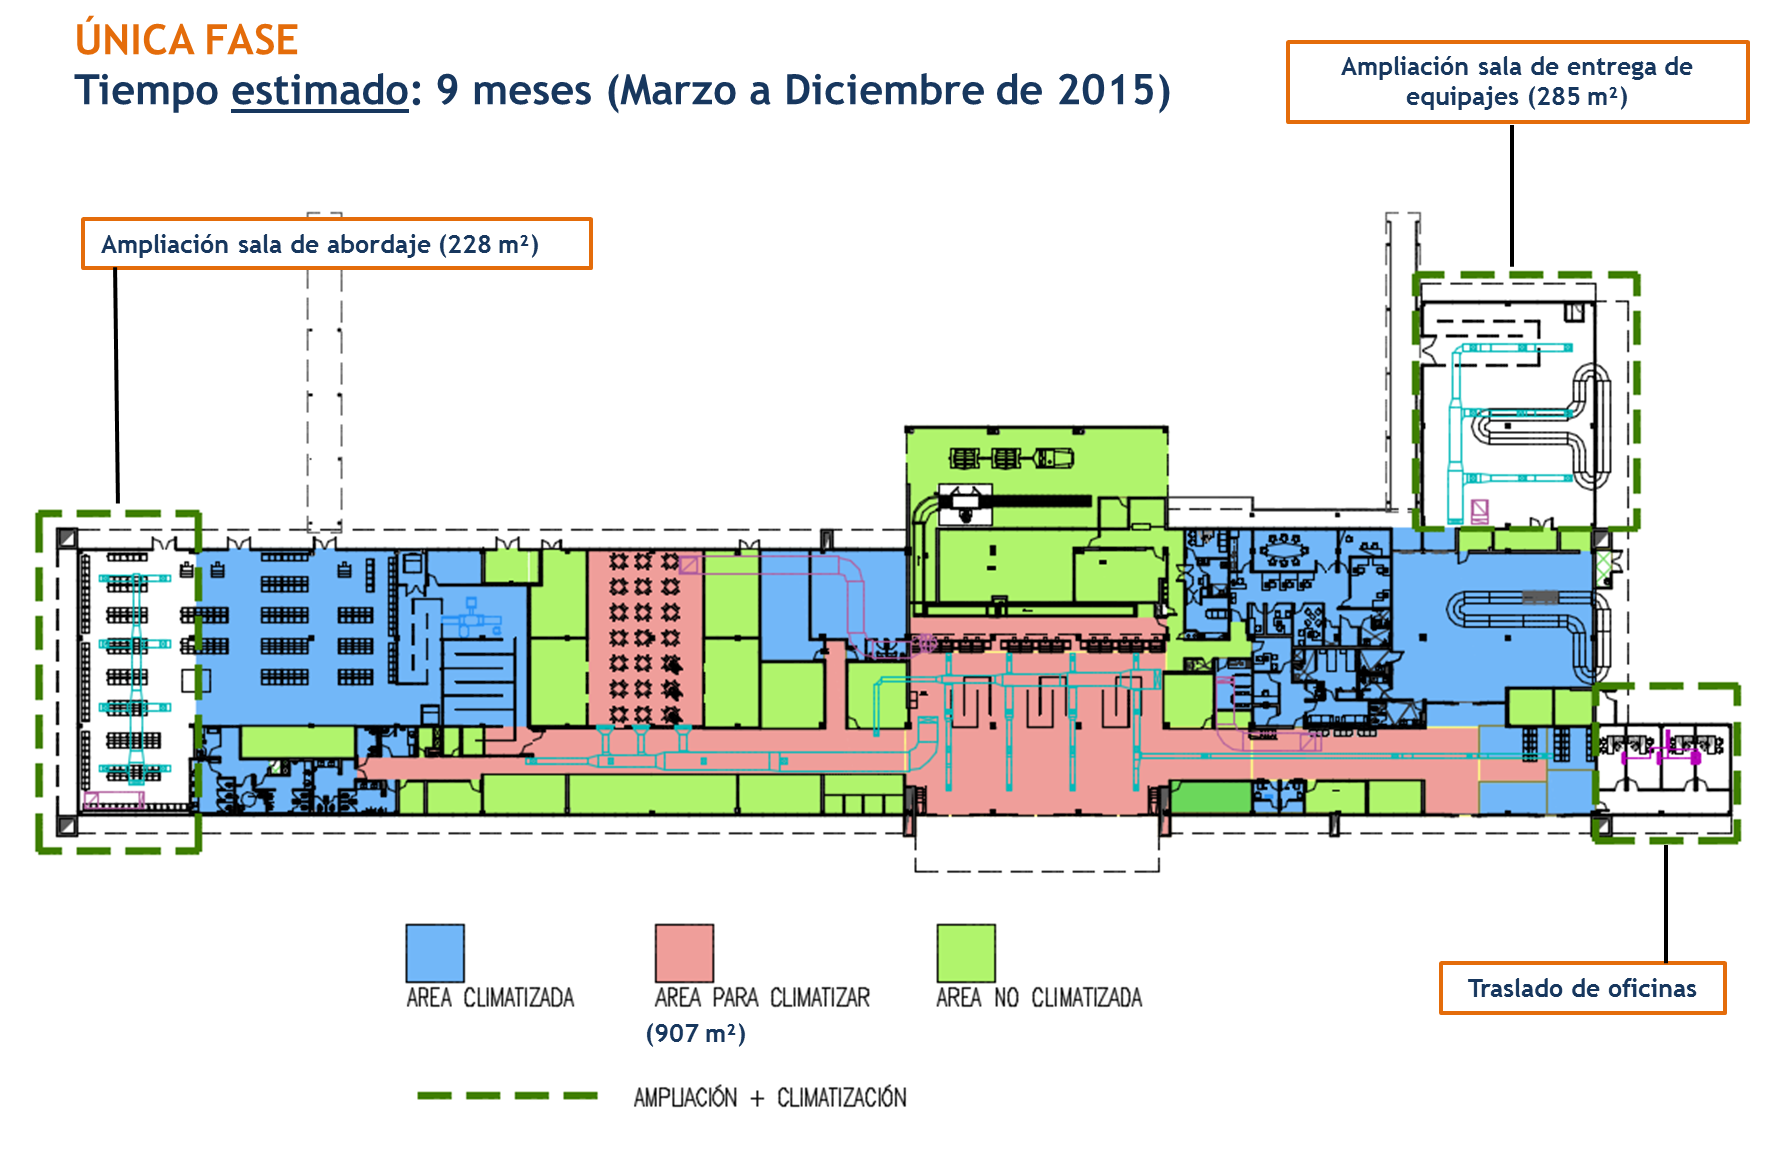 ÚNICA FASE
Tiempo estimado: 9 meses (Marzo a Diciembre de 2015)
Ampliación sala de entrega de
equipajes (285 m²)
Ampliación sala de abordaje (228 m²)
AREA CLIMATIZADA
AREA PARA CLIMATIZAR
(907 m²)
AREA NO CLIMATIZADA
Traslado de oficinas
AMPLIACIÓN + CLIMATIZACIÓN